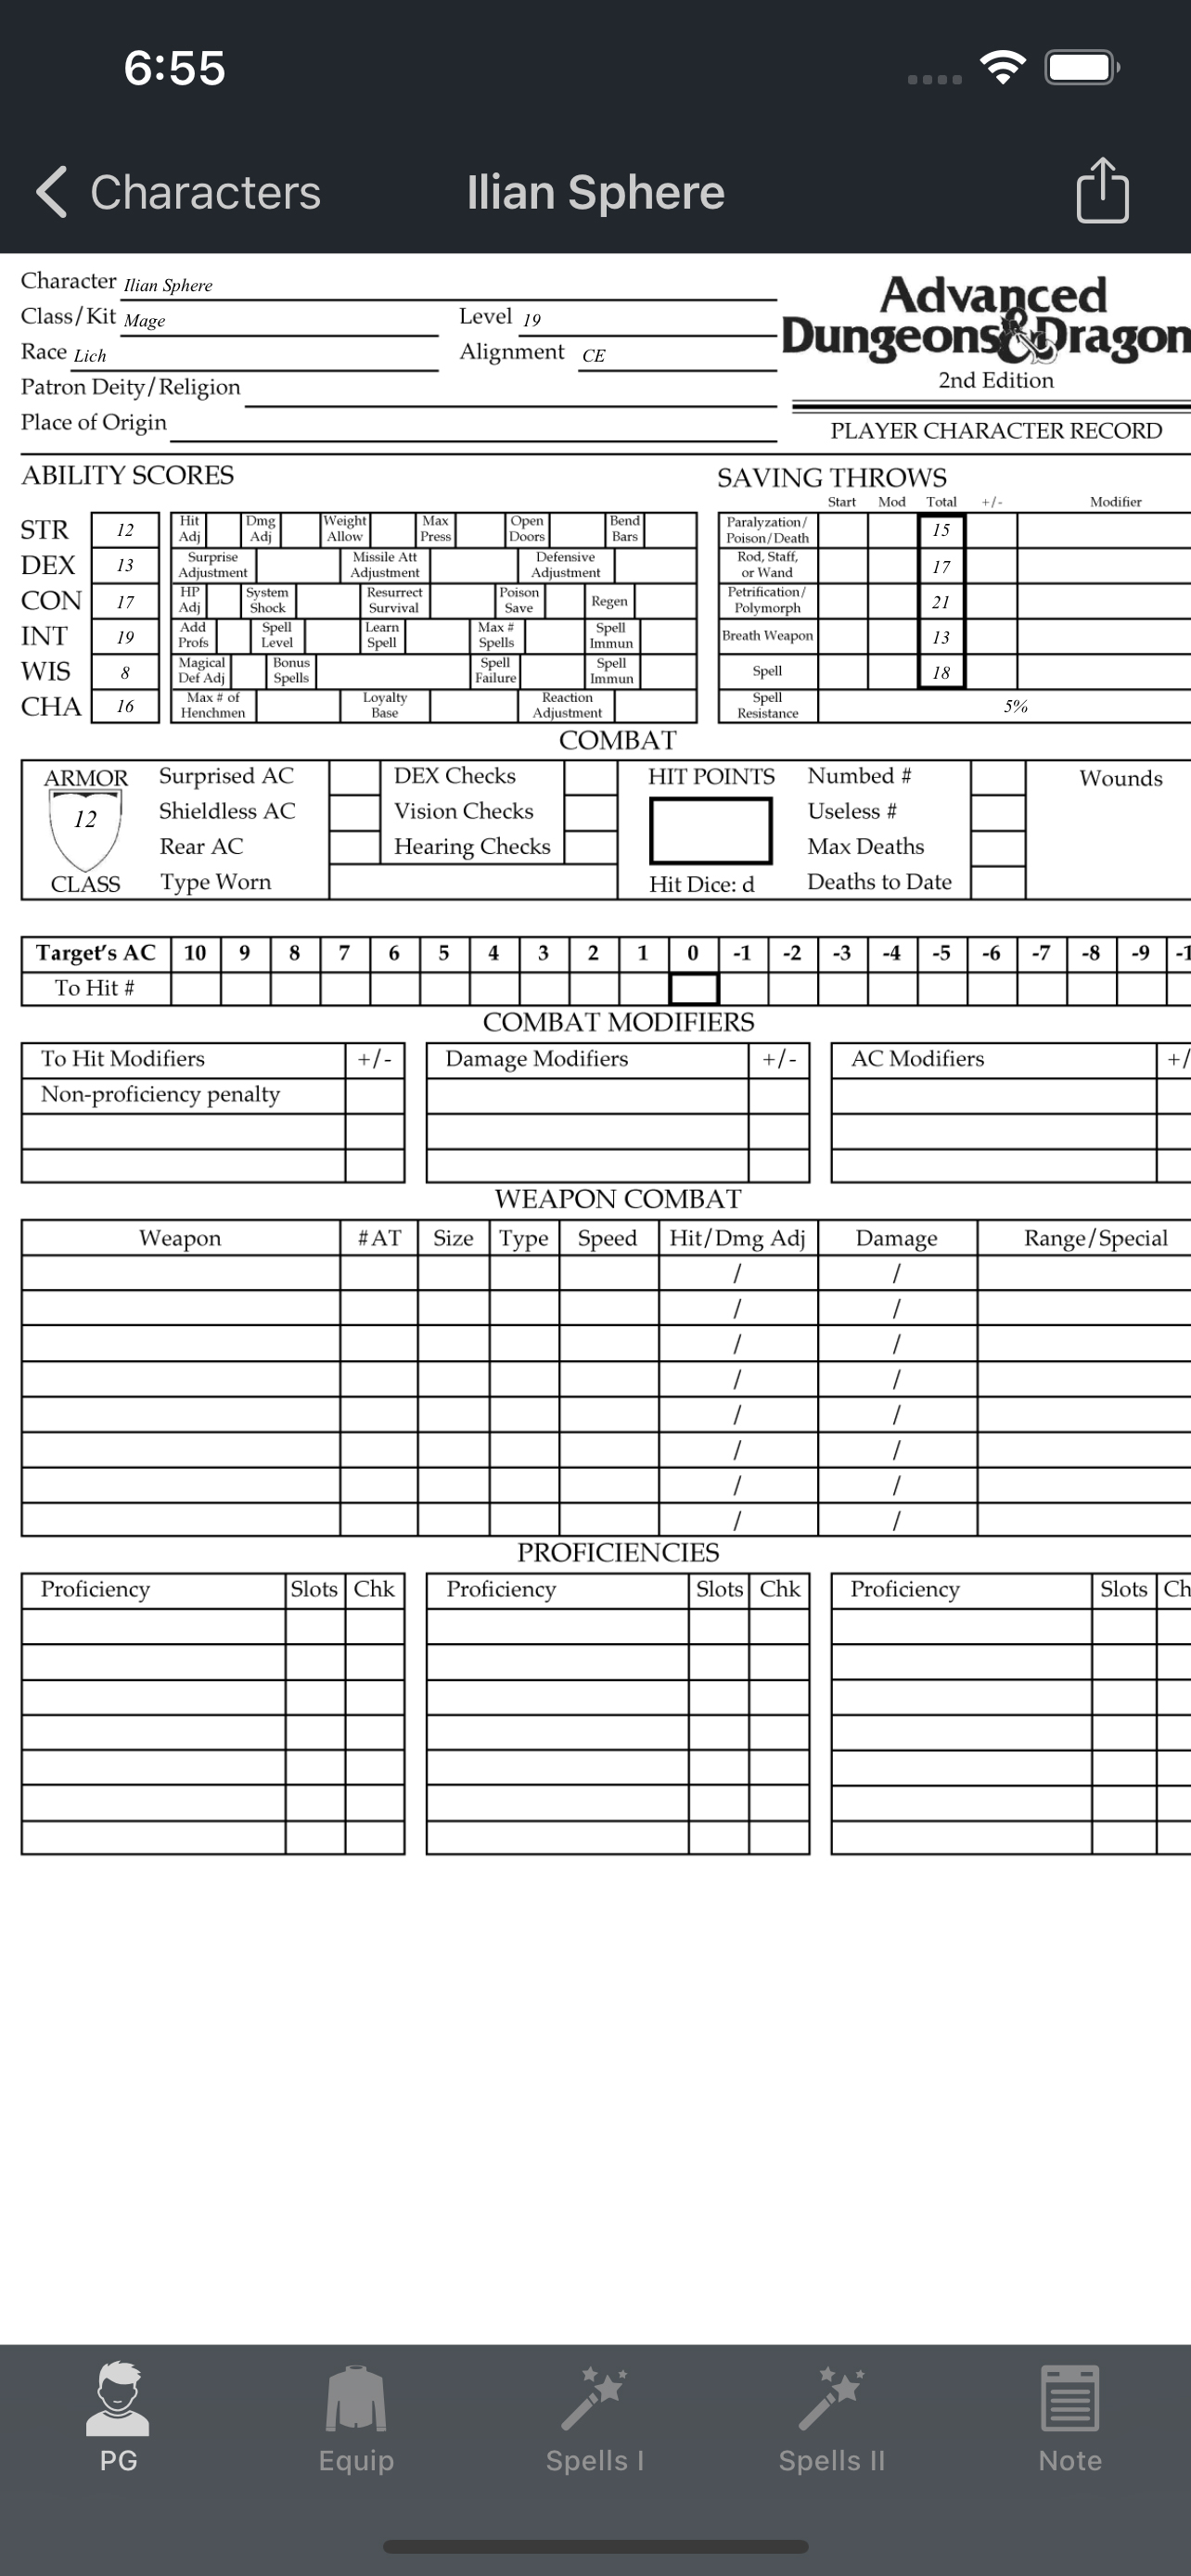 6:55
Characters
Ilian Sphere
Character Ilian Sphere
Class/Kit Mage Level 19
Race Lich Alignment CE
Patron Deity/Religion
Place of Origin
Advanced
Dungeons & Dragon
2nd Edition
PLAYER CHARACTER RECORD
ABILITY SCORES
STR 12 Hit Adj Dmg Adj Weight Allow Max Press Open Doors Bend Bars
DEX 13 Surprise Adjustment Missile Att Adjustment Defensive Adjustment
CON 17 HP Adj System Shock Resurrect Survival Poison Save Regen
INT 19 Add Profs Spell Level Learn Spell Max # Spells Spell Immun
WIS 8 Magical Def Adj Bonus Spells Spell Failure Spell Immun
CHA 16 Max # of Henchmen Loyalty Base Reaction Adjustment
SAVING THROWS
Start Mod Total +/- Modifier
Paralyzation/ Poison/Death 15
Rod, Staff, or Wand 17
Petrification/ Polymorph 21
Breath Weapon 13
Spell 18
Spell Resistance 5%
COMBAT
ARMOR
12
CLASS
Surprised AC
Shieldless AC
Rear AC
Type Worn
DEX Checks
Vision Checks
Hearing Checks
HIT POINTS
Hit Dice: d
Numbed #
Useless #
Max Deaths
Deaths to Date
Wounds
Target's AC 10 9 8 7 6 5 4 3 2 1 0 -1 -2 -3 -4 -5 -6 -7 -8 -9 -1
To Hit #
COMBAT MODIFIERS
To Hit Modifiers +/- Damage Modifiers +/- AC Modifiers +/
Non-proficiency penalty
WEAPON COMBAT
Weapon #AT Size Type Speed Hit/Dmg Adj Damage Range/Special
/ /
/ /
/ /
/ /
/ /
/ /
/ /
/ /
PROFICIENCIES
Proficiency Slots Chk Proficiency Slots Chk Proficiency Slots Ch
PG Equip Spells I Spells II Note